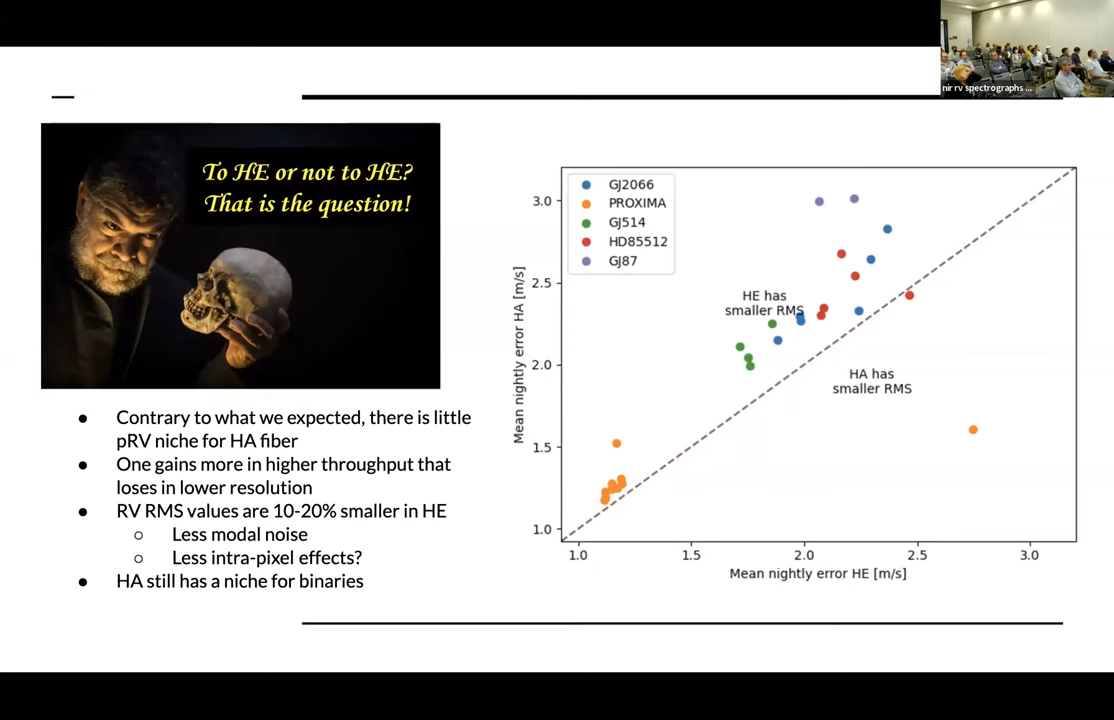 nir rv spectrographs ...
To HE or not to HE?
That is the question!
● Contrary to what we expected, there is little
pRV niche for HA fiber
● One gains more in higher throughput that
loses in lower resolution
● RV RMS values are 10-20% smaller in HE
○ Less modal noise
○ Less intra-pixel effects?
● HA still has a niche for binaries
GJ2066
PROXIMA
GJ514
HD85512
GJ87
HE has
smaller RMS
HA has
smaller RMS
Mean nightly error HA [m/s]
3.0
2.5
2.0
1.5
1.0
1.0 1.5 2.0 2.5 3.0
Mean nightly error HE [m/s]